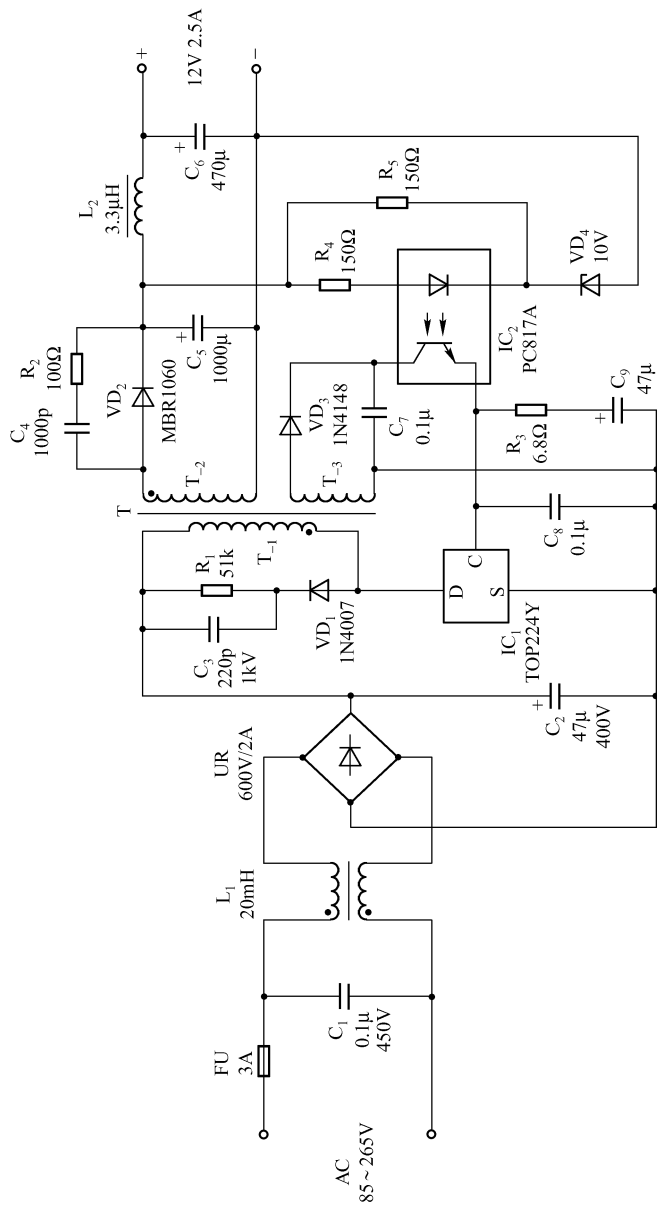 AC
85~265V
FU
3A
C₁
0.1μ
450V
L₁
20mH
UR
600V/2A
C₂
47μ
400V
+
C₃
220p
1kV
R₁
51k
VD₁
1N4007
T
T₋₁
T₋₂
T₋₃
D
C
S
IC₁
TOP224Y
C₄
1000p
R₂
100Ω
VD₂
MBR1060
+
C₅
1000μ
VD₃
1N4148
C₇
0.1μ
C₈
0.1μ
R₃
6.8Ω
+
C₉
47μ
IC₂
PC817A
R₄
150Ω
R₅
150Ω
VD₄
10V
L₂
3.3μH
+
C₆
470μ
+
12V 2.5A
−